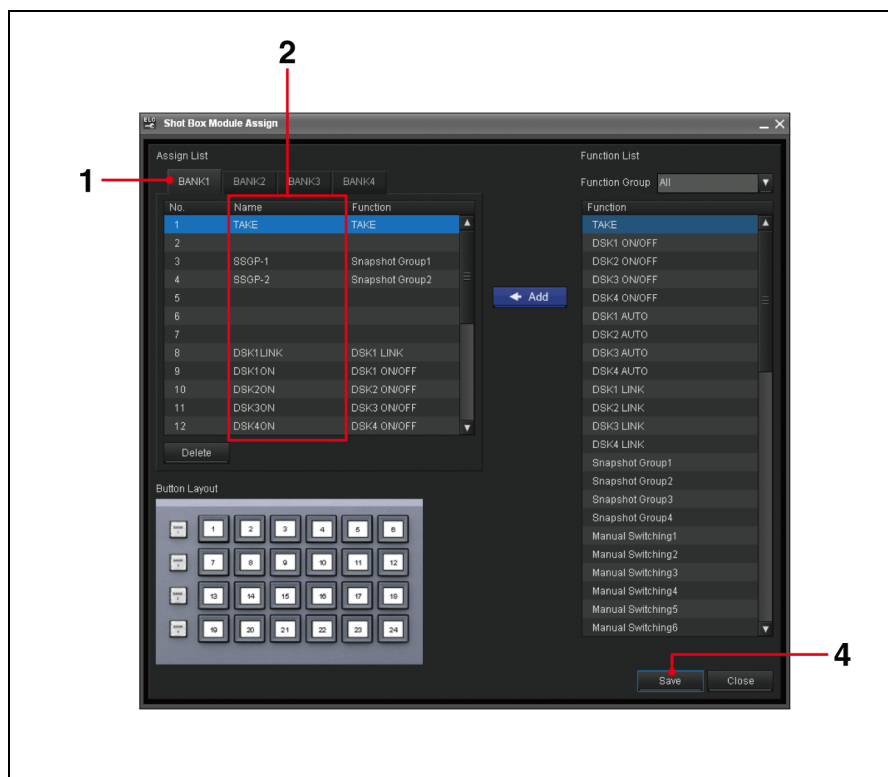 2
ELC
Shot Box Module Assign
Assign List
Function List
1
BANK1 BANK2 BANK3 BANK4
Function Group All
No. Name Function
Function
1 TAKE TAKE
2
3 SSGP-1 Snapshot Group1
4 SSGP-2 Snapshot Group2
5
6
7
8 DSK1LINK DSK1 LINK
9 DSK1ON DSK1 ON/OFF
10 DSK2ON DSK2 ON/OFF
11 DSK3ON DSK3 ON/OFF
12 DSK4ON DSK4 ON/OFF
Delete
Add
TAKE
DSK1 ON/OFF
DSK2 ON/OFF
DSK3 ON/OFF
DSK4 ON/OFF
DSK1 AUTO
DSK2 AUTO
DSK3 AUTO
DSK4 AUTO
DSK1 LINK
DSK2 LINK
DSK3 LINK
DSK4 LINK
Snapshot Group1
Snapshot Group2
Snapshot Group3
Snapshot Group4
Manual Switching1
Manual Switching2
Manual Switching3
Manual Switching4
Manual Switching5
Manual Switching6
Button Layout
1 2 3 4 5 6
7 8 9 10 11 12
13 14 15 16 17 18
19 20 21 22 23 24
4
Save Close